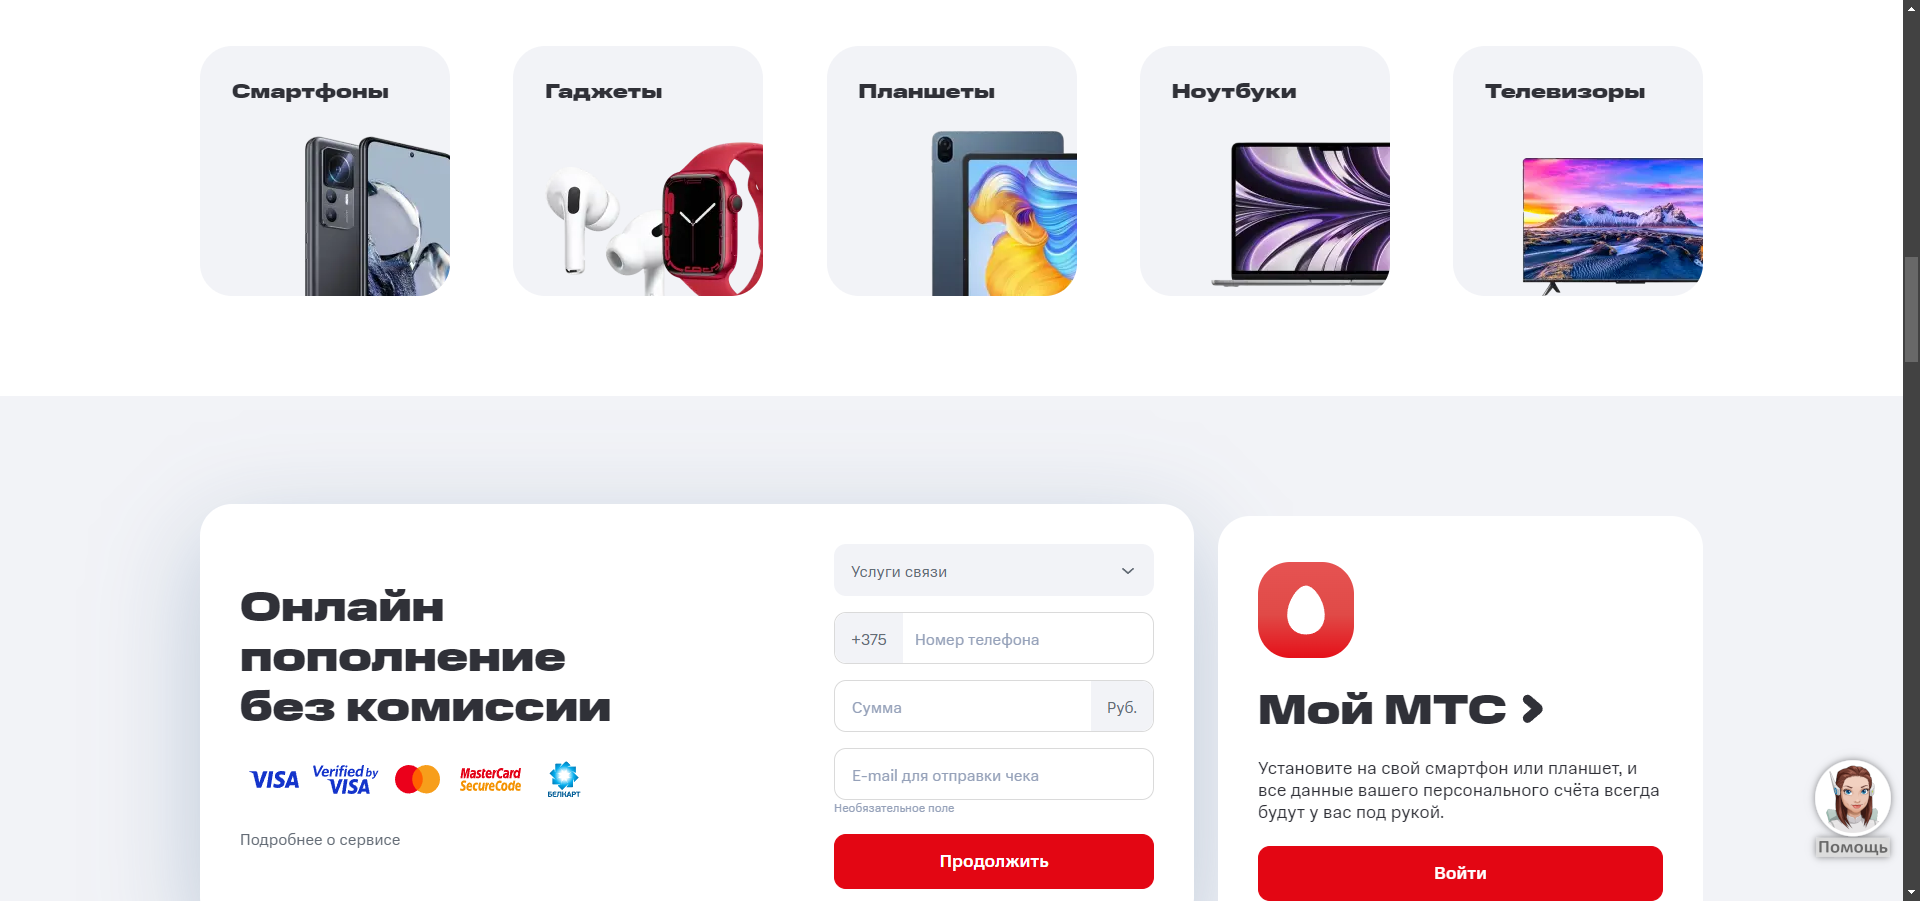 Смартфоны
Гаджеты
Планшеты
Ноутбуки
Телевизоры
Онлайн
пополнение
без комиссии
VISA
Verified by
VISA
MasterCard
SecureCode
БЕЛКАРТ
Подробнее о сервисе
Услуги связи
+375 Номер телефона
Сумма Руб.
E-mail для отправки чека
Необязательное поле
Продолжить
Мой МТС
Установите на свой смартфон или планшет, и
все данные вашего персонального счёта всегда
будут у вас под рукой.
Войти
Помощь